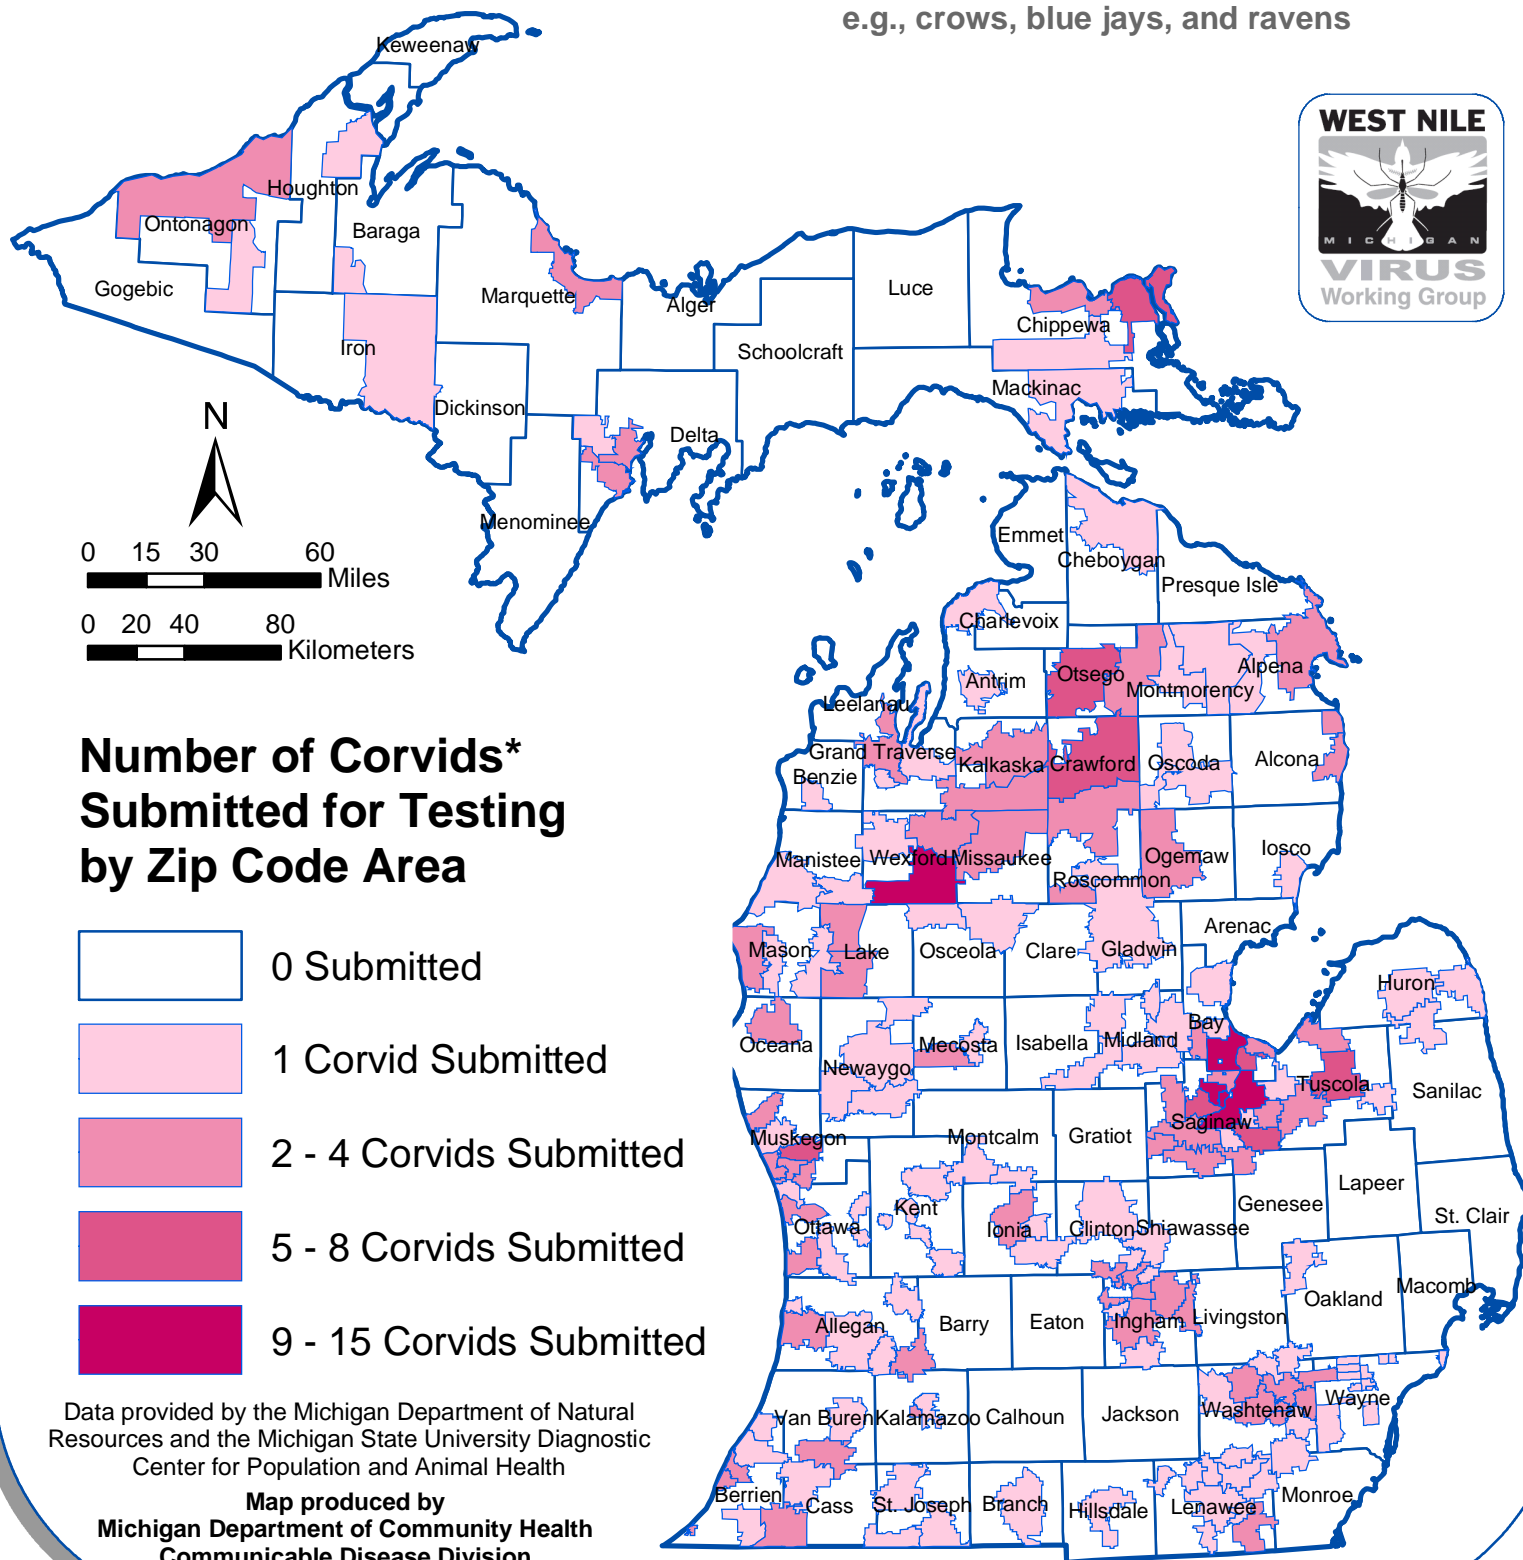 e.g., crows, blue jays, and ravens
WEST NILE
MICHIGAN
VIRUS
Working Group
Keweenaw
Houghton
Ontonagon
Baraga
Gogebic
Marquette
Alger
Luce
Chippewa
Iron
Schoolcraft
Mackinac
Dickinson
Delta
Menominee
N
0 15 30 60
Miles
0 20 40 80
Kilometers
Emmet
Cheboygan
Presque Isle
Charlevoix
Antrim
Otsego
Montmorency
Alpena
Leelanau
Grand Traverse
Benzie
Kalkaska
Crawford
Oscoda
Alcona
Manistee
Wexford
Missaukee
Roscommon
Ogemaw
Iosco
Arenac
Mason
Lake
Osceola
Clare
Gladwin
Huron
Bay
Oceana
Newaygo
Mecosta
Isabella
Midland
Tuscola
Sanilac
Saginaw
Muskegon
Montcalm
Gratiot
Lapeer
Genesee
St. Clair
Ottawa
Kent
Ionia
Clinton
Shiawassee
Macomb
Oakland
Allegan
Barry
Eaton
Ingham
Livingston
Van Buren
Kalamazoo
Calhoun
Jackson
Washtenaw
Wayne
Berrien
Cass
St. Joseph
Branch
Hillsdale
Lenawee
Monroe
Number of Corvids*
Submitted for Testing
by Zip Code Area
0 Submitted
1 Corvid Submitted
2 - 4 Corvids Submitted
5 - 8 Corvids Submitted
9 - 15 Corvids Submitted
Data provided by the Michigan Department of Natural
Resources and the Michigan State University Diagnostic
Center for Population and Animal Health
Map produced by
Michigan Department of Community Health
Communicable Disease Division